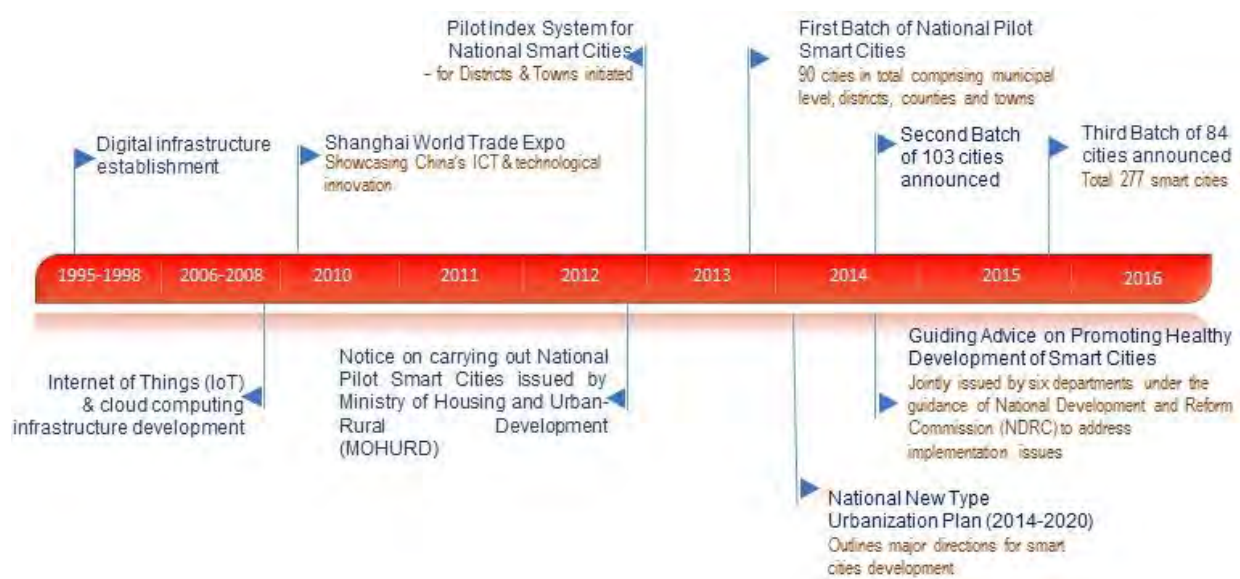 Pilot Index System for
National Smart Cities
– for Districts & Towns initiated
First Batch of National Pilot
Smart Cities
90 cities in total comprising municipal
level, districts, counties and towns
Digital infrastructure
establishment
Shanghai World Trade Expo
Showcasing China's ICT & technological
innovation
Second Batch
of 103 cities
announced
Third Batch of 84
cities announced
Total 277 smart cities
1995-1998
2006-2008
2010
2011
2012
2013
2014
2015
2016
Internet of Things (IoT)
& cloud computing
infrastructure development
Notice on carrying out National
Pilot Smart Cities issued by
Ministry of Housing and Urban-
Rural Development
(MOHURD)
Guiding Advice on Promoting Healthy
Development of Smart Cities
Jointly issued by six departments under the
guidance of National Development and Reform
Commission (NDRC) to address
implementation issues
National New Type
Urbanization Plan (2014-2020)
Outlines major directions for smart
cities development